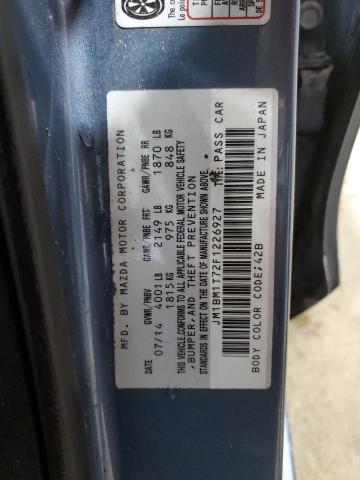 MFD. BY MAZDA MOTOR CORPORATION
DATE GVWR/PNBV GAWR/PNBE FRT GAWR/PNBE RR
07/14 4001 LB 2149 LB 1870 LB
1815 KG 975 KG 848 KG
THIS VEHICLE CONFORMS TO ALL APPLICABLE FEDERAL MOTOR VEHICLE SAFETY
,BUMPER,AND THEFT PREVENTION
STANDARDS IN EFFECT ON THE DATE OF MANUFACTURE SHOWN ABOVE.
JM1BM1T72F1226927 TYPE: PASS CAR
BODY COLOR CODE;42B MADE IN JAPAN
The
Le